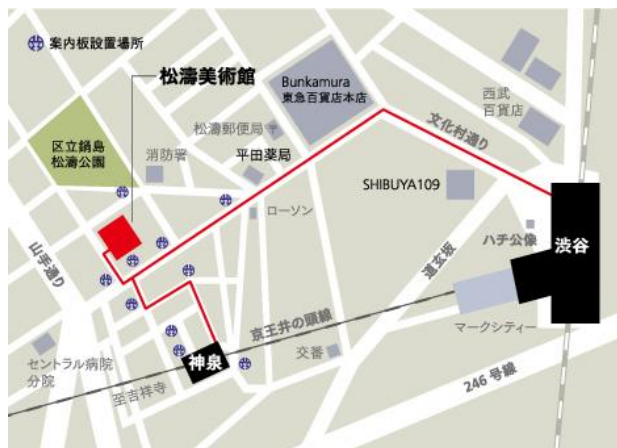 案内板設置場所
松濤美術館
Bunkamura
東急百貨店本店
西武
百貨店
松濤郵便局
文化村通り
区立鍋島
松濤公園
消防署
平田薬局
SHIBUYA109
ローソン
ハチ公像
渋谷
山手通り
道玄坂
京王井の頭線
マークシティー
セントラル病院
分院
神泉
交番
至吉祥寺
246号線